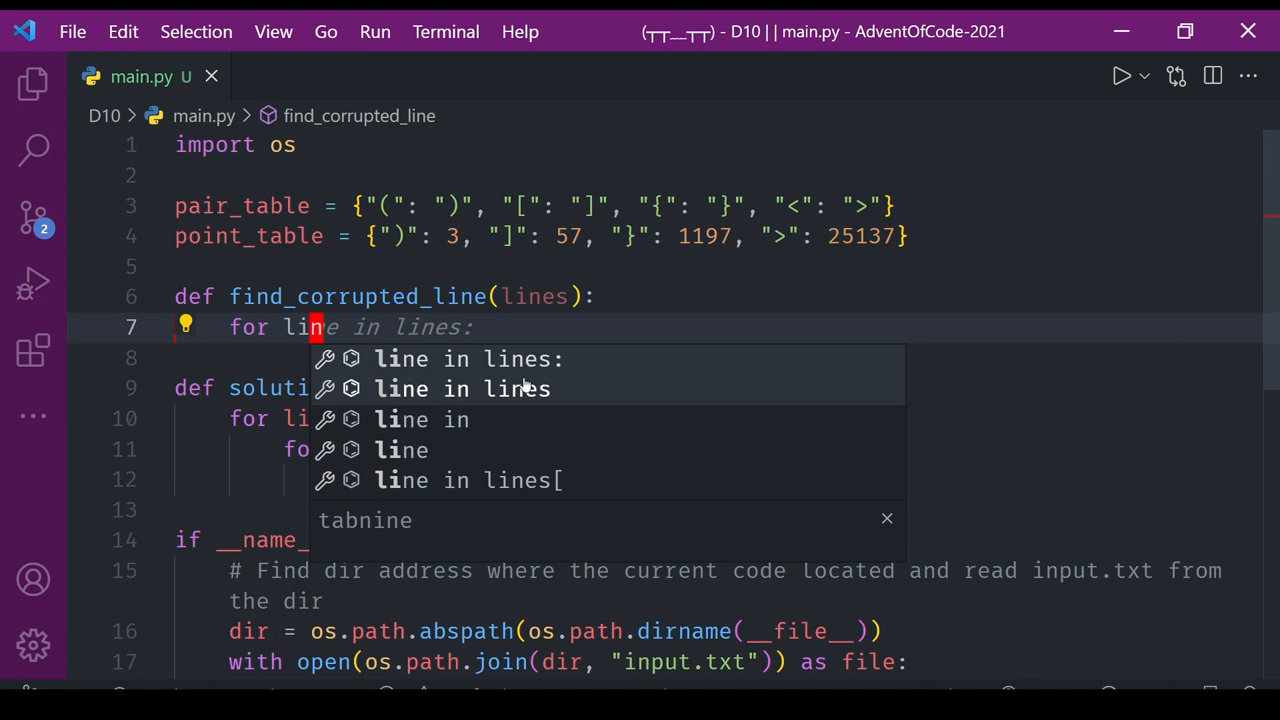 File Edit Selection View Go Run Terminal Help (┬┬__┬┬) - D10 || main.py - AdventOfCode-2021
main.py U
D10 > main.py > find_corrupted_line
1 import os
2
3 pair_table = {"(": ")", "[": "]", "{": "}", "<": ">"}
4 point_table = {")": 3, "]": 57, "}": 1197, ">": 25137}
5
6 def find_corrupted_line(lines):
7 for line in lines:
line in lines:
8
line in lines
9 def soluti
line in
10 for li
line
11 fo
line in lines[
12
tabnine
13
14 if __name_
15 # Find dir address where the current code located and read input.txt from
the dir
16 dir = os.path.abspath(os.path.dirname(__file__))
17 with open(os.path.join(dir, "input.txt")) as file:
2